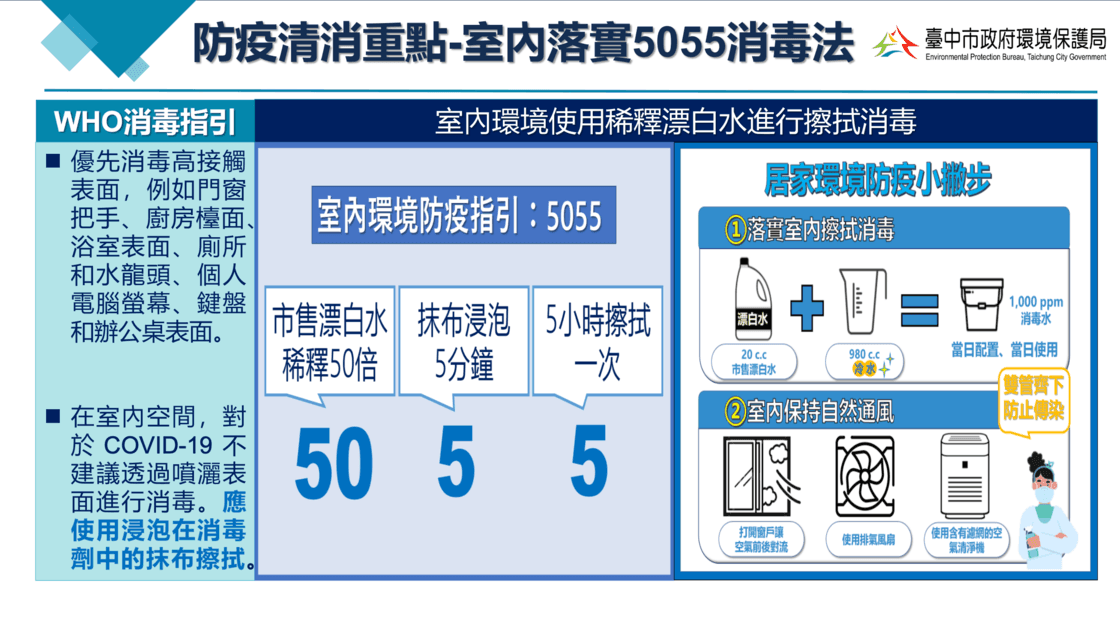 防疫清消重點-室內落實5055消毒法
臺中市政府環境保護局
Environmental Protection Bureau, Taichung City Government
WHO消毒指引
優先消毒高接觸
表面，例如門窗
把手、廚房檯面、
浴室表面、廁所
和水龍頭、個人
電腦螢幕、鍵盤
和辦公桌表面。
在室內空間，對
於 COVID-19 不
建議透過噴灑表
面進行消毒。應
使用浸泡在消毒
劑中的抹布擦拭。
室內環境使用稀釋漂白水進行擦拭消毒
室內環境防疫指引：5055
市售漂白水
稀釋50倍
抹布浸泡
5分鐘
5小時擦拭
一次
50
5
5
居家環境防疫小撇步
①落實室內擦拭消毒
漂白水
20 c.c
市售漂白水
980 c.c
冷水
1,000 ppm
消毒水
當日配置、當日使用
雙管齊下
防止傳染
②室內保持自然通風
打開窗戶讓
空氣前後對流
使用排氣風扇
使用含有濾網的空
氣清淨機